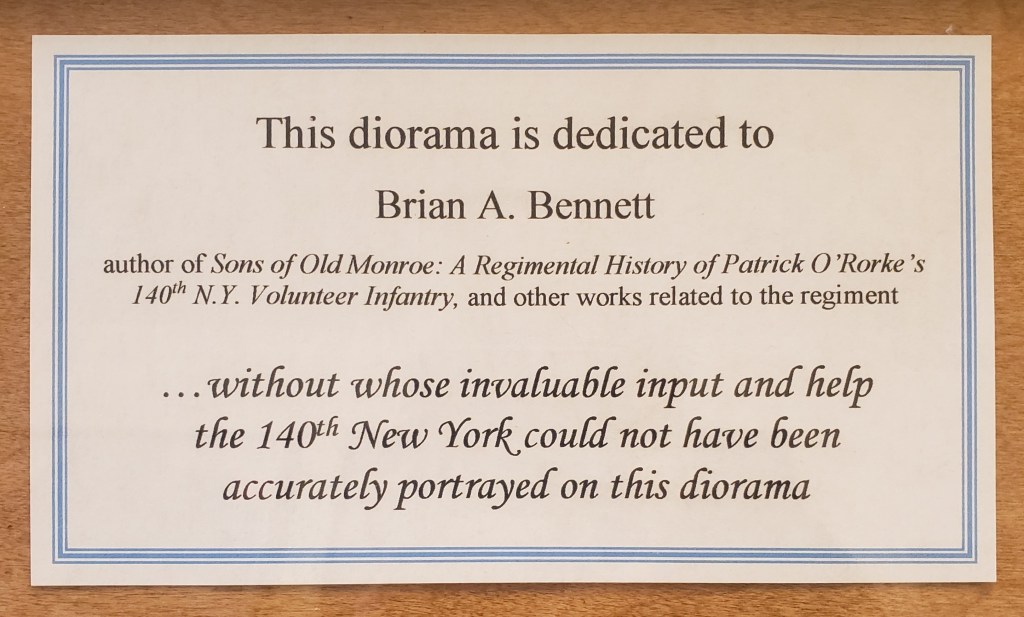 This diorama is dedicated to
Brian A. Bennett
author of Sons of Old Monroe: A Regimental History of Patrick O’Rorke’s
140th N.Y. Volunteer Infantry, and other works related to the regiment
…without whose invaluable input and help
the 140th New York could not have been
accurately portrayed on this diorama